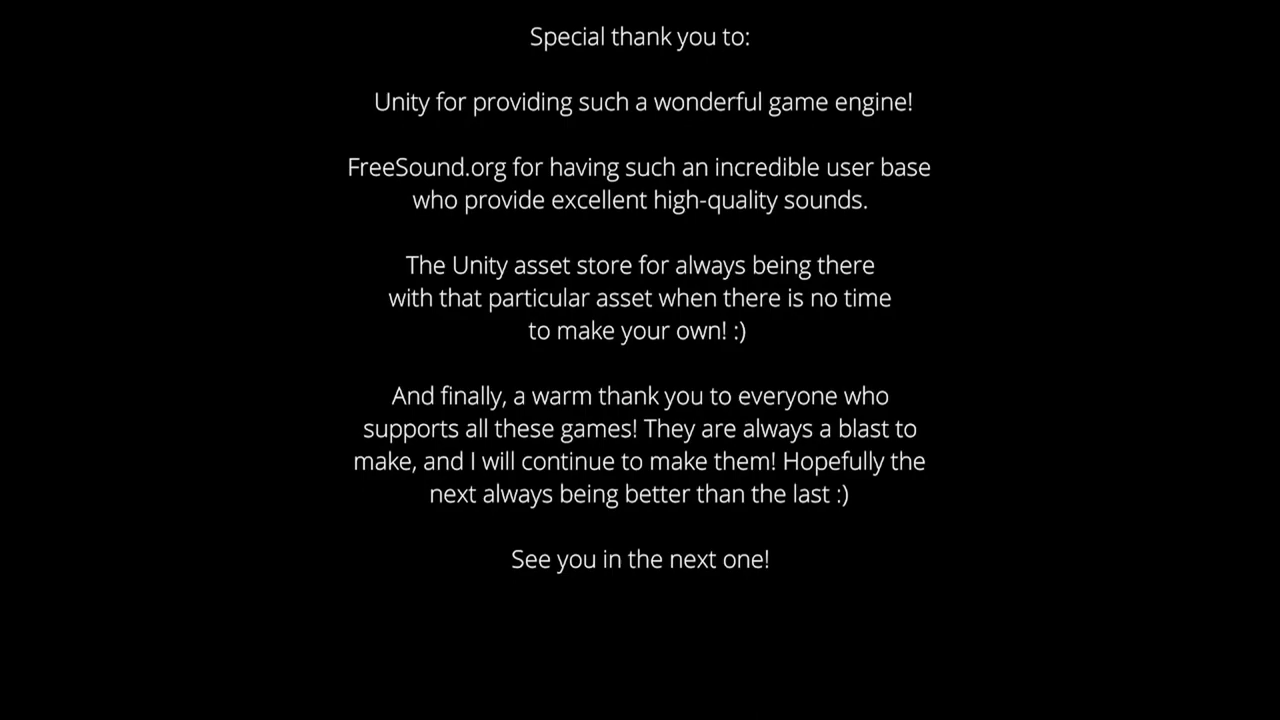 Special thank you to:
Unity for providing such a wonderful game engine!
FreeSound.org for having such an incredible user base
who provide excellent high-quality sounds.
The Unity asset store for always being there
with that particular asset when there is no time
to make your own! :)
And finally, a warm thank you to everyone who
supports all these games! They are always a blast to
make, and I will continue to make them! Hopefully the
next always being better than the last :)
See you in the next one!